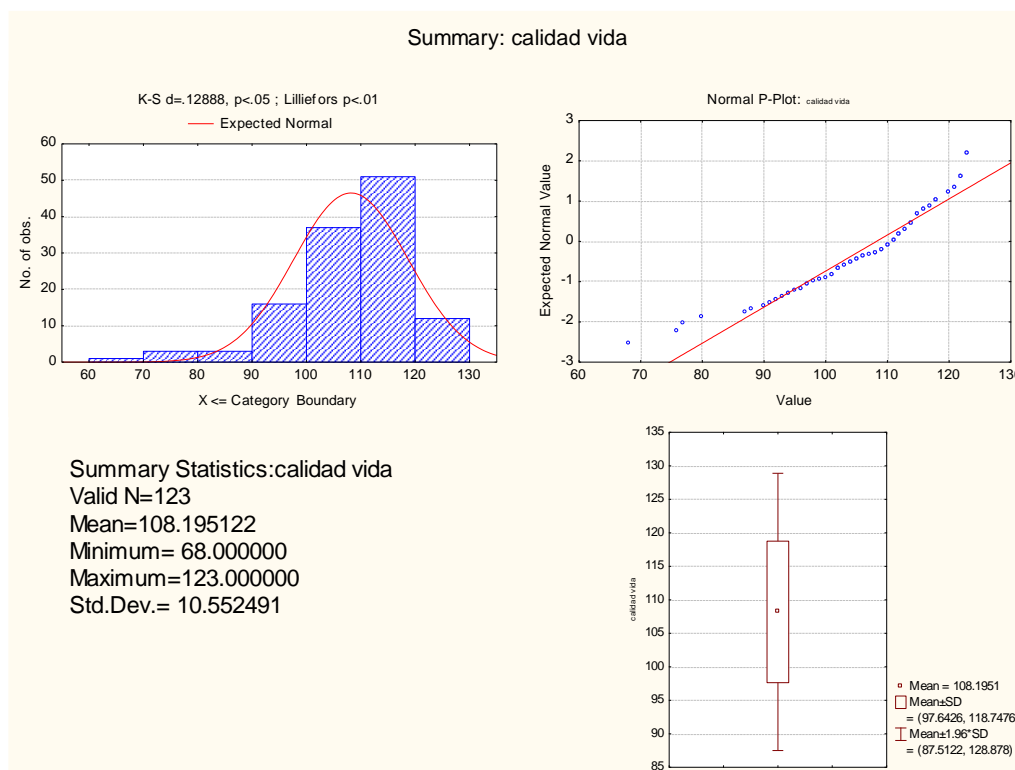 Summary: calidad vida
K-S d=.12888, p<.05 ; Lilliefors p<.01
Expected Normal
60
50
40
30
20
10
0
No. of obs.
60 70 80 90 100 110 120 130
X <= Category Boundary
Normal P-Plot: calidad vida
3
2
1
0
-1
-2
-3
Expected Normal Value
60 70 80 90 100 110 120 13
Value
Summary Statistics:calidad vida
Valid N=123
Mean=108.195122
Minimum= 68.000000
Maximum=123.000000
Std.Dev.= 10.552491
135
130
125
120
115
110
105
100
95
90
85
calidad vida
Mean = 108.1951
Mean±SD
= (97.6426, 118.7476
Mean±1.96*SD
= (87.5122, 128.878)